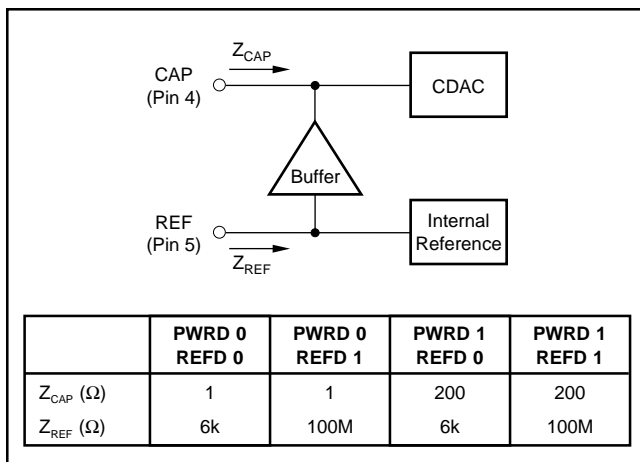 Z_CAP
CAP
(Pin 4)
CDAC
Buffer
REF
(Pin 5)
Z_REF
Internal
Reference
PWRD 0 REFD 0 PWRD 0 REFD 1 PWRD 1 REFD 0 PWRD 1 REFD 1
Z_CAP (Ω) 1 1 200 200
Z_REF (Ω) 6k 100M 6k 100M